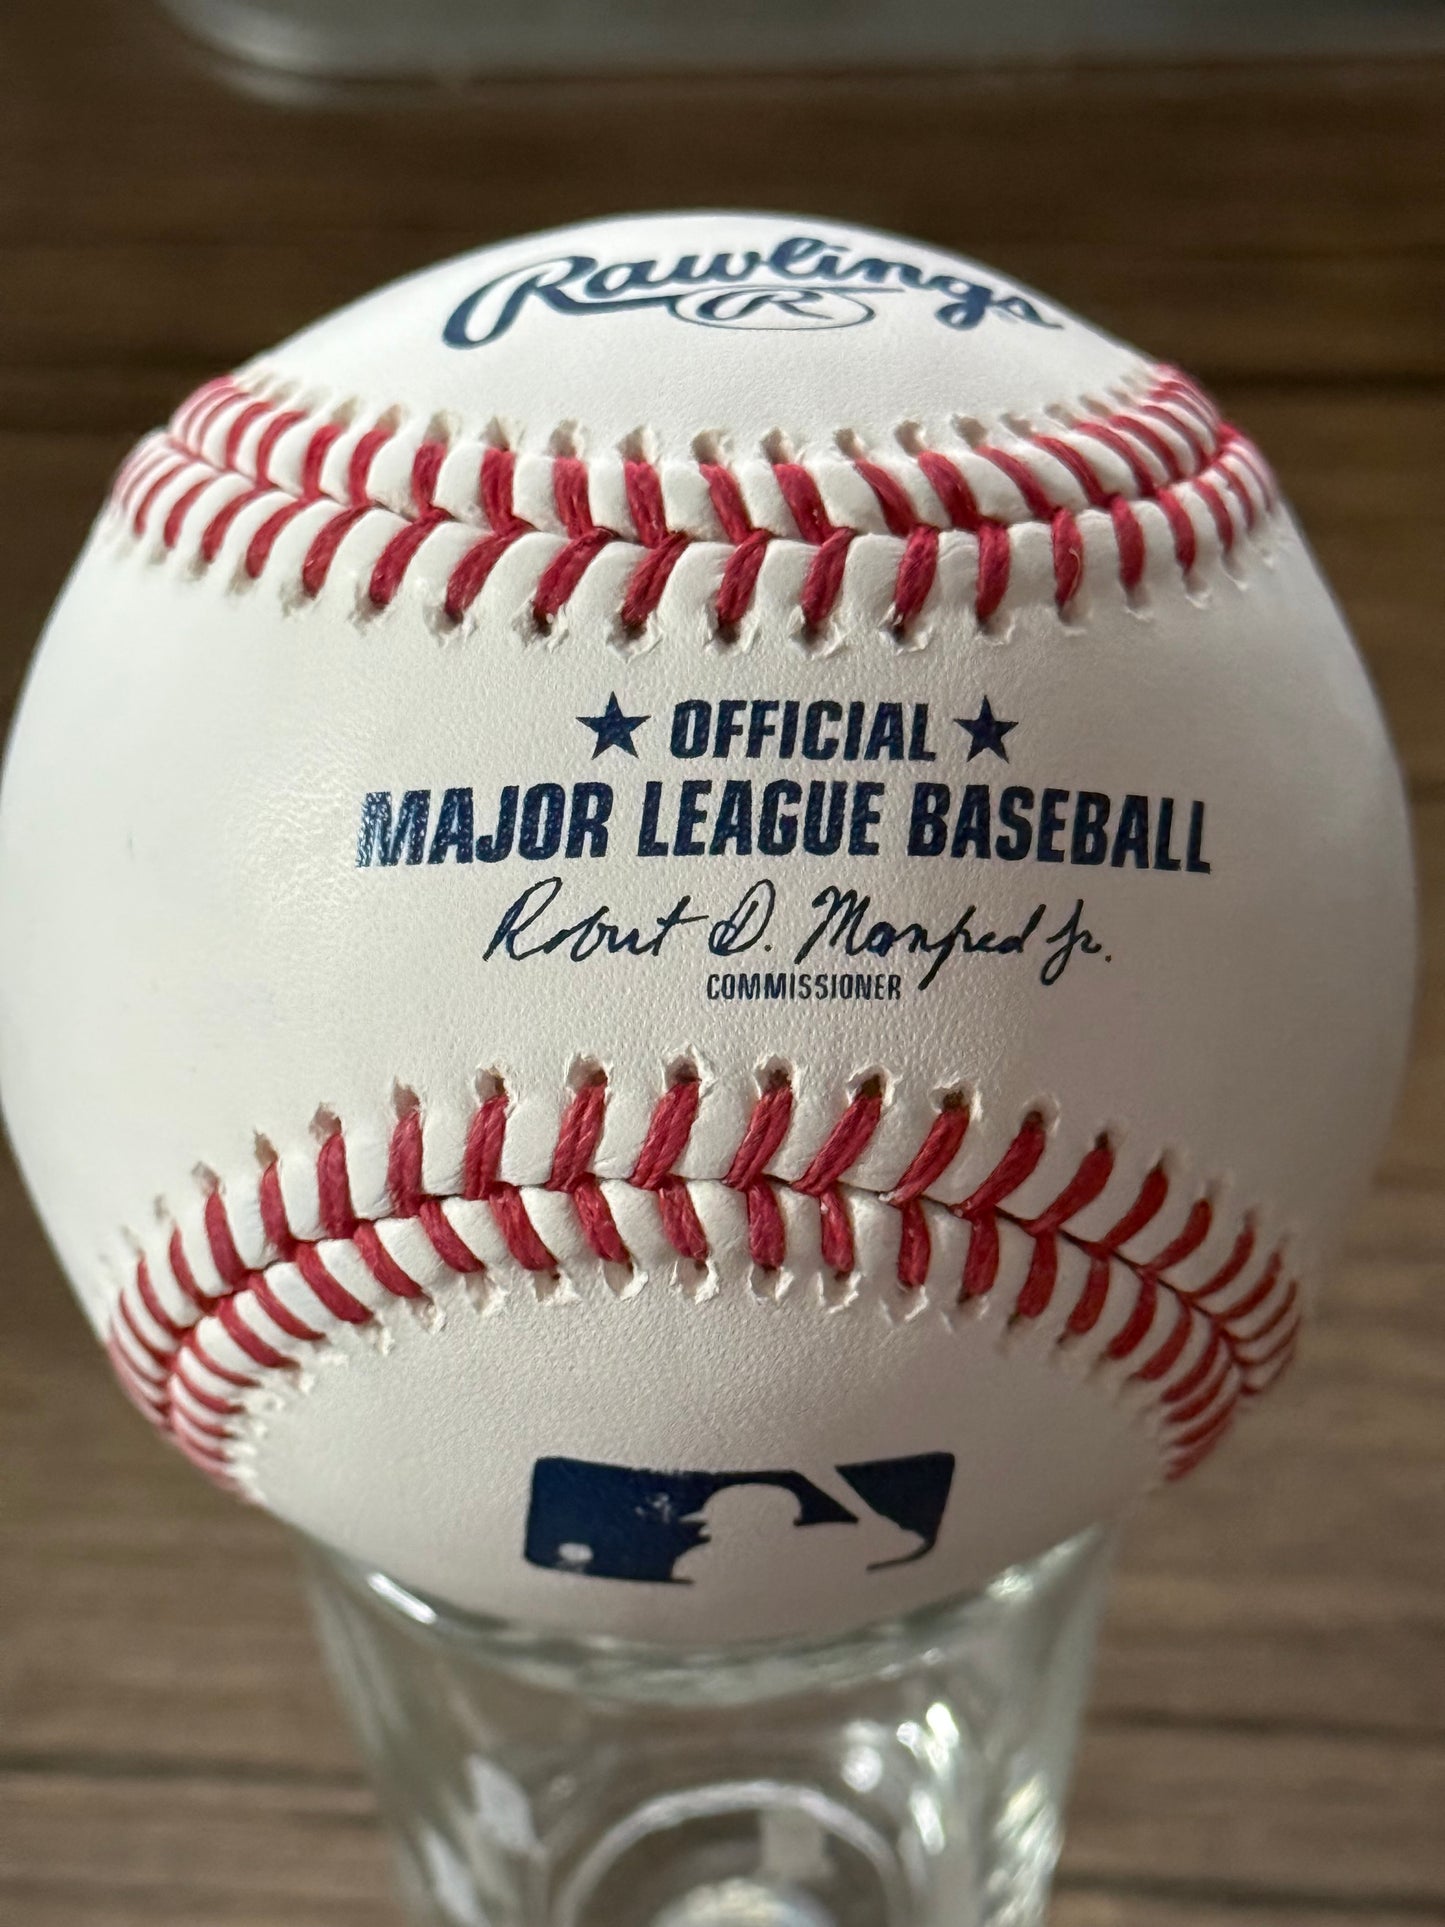 Rawlings
R
★ OFFICIAL ★
MAJOR LEAGUE BASEBALL
Robert D. Manfred Jr.
COMMISSIONER